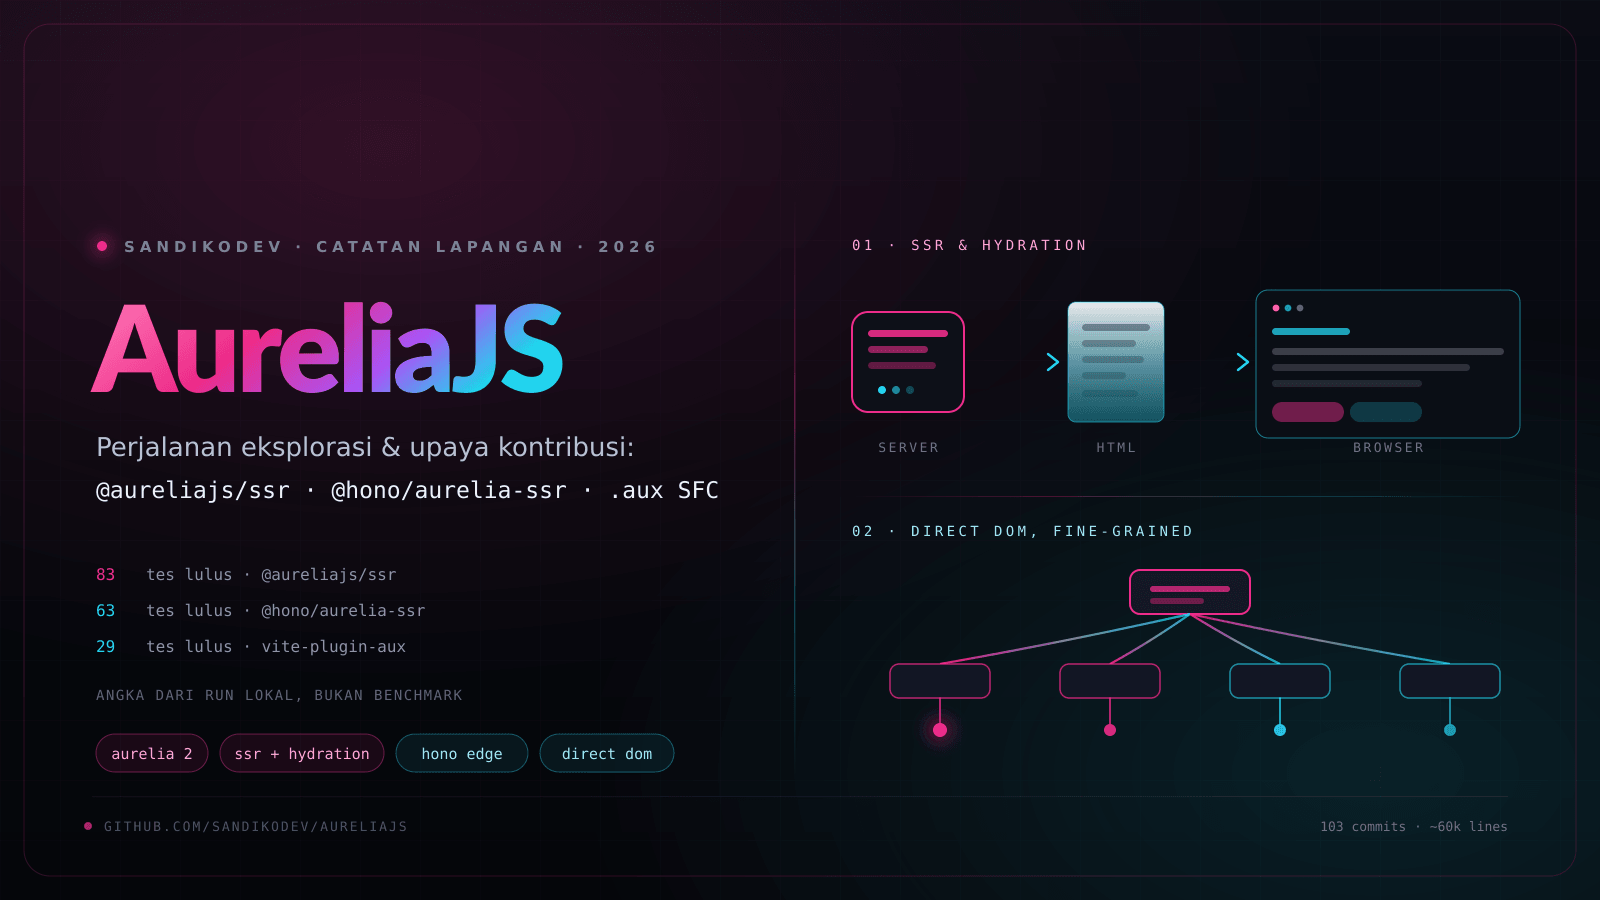 SANDIKODEV · CATATAN LAPANGAN · 2026
AureliaJS
Perjalanan eksplorasi & upaya kontribusi:
@aureliajs/ssr · @hono/aurelia-ssr · .aux SFC
83 tes lulus · @aureliajs/ssr
63 tes lulus · @hono/aurelia-ssr
29 tes lulus · vite-plugin-aux
ANGKA DARI RUN LOKAL, BUKAN BENCHMARK
aurelia 2
ssr + hydration
hono edge
direct dom
01 · SSR & HYDRATION
SERVER
HTML
BROWSER
02 · DIRECT DOM, FINE-GRAINED
GITHUB.COM/SANDIKODEV/AURELIAJS
103 commits · ~60k lines